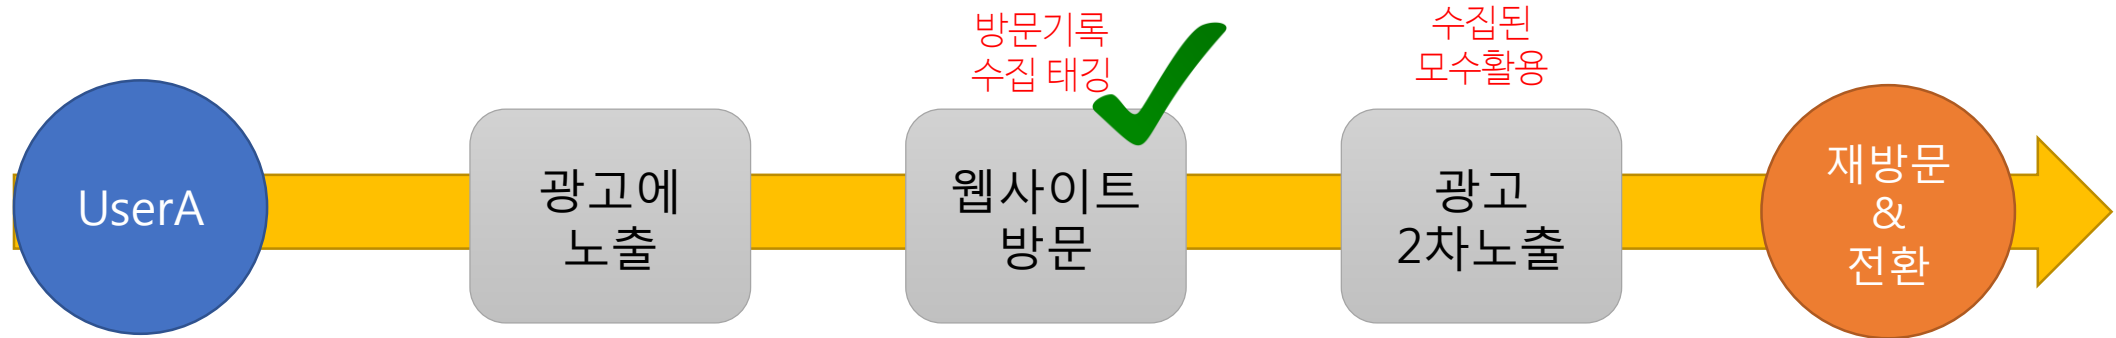 방문기록
수집 태깅
수집된
모수활용
UserA
광고에
노출
웹사이트
방문
광고
2차노출
재방문
&
전환